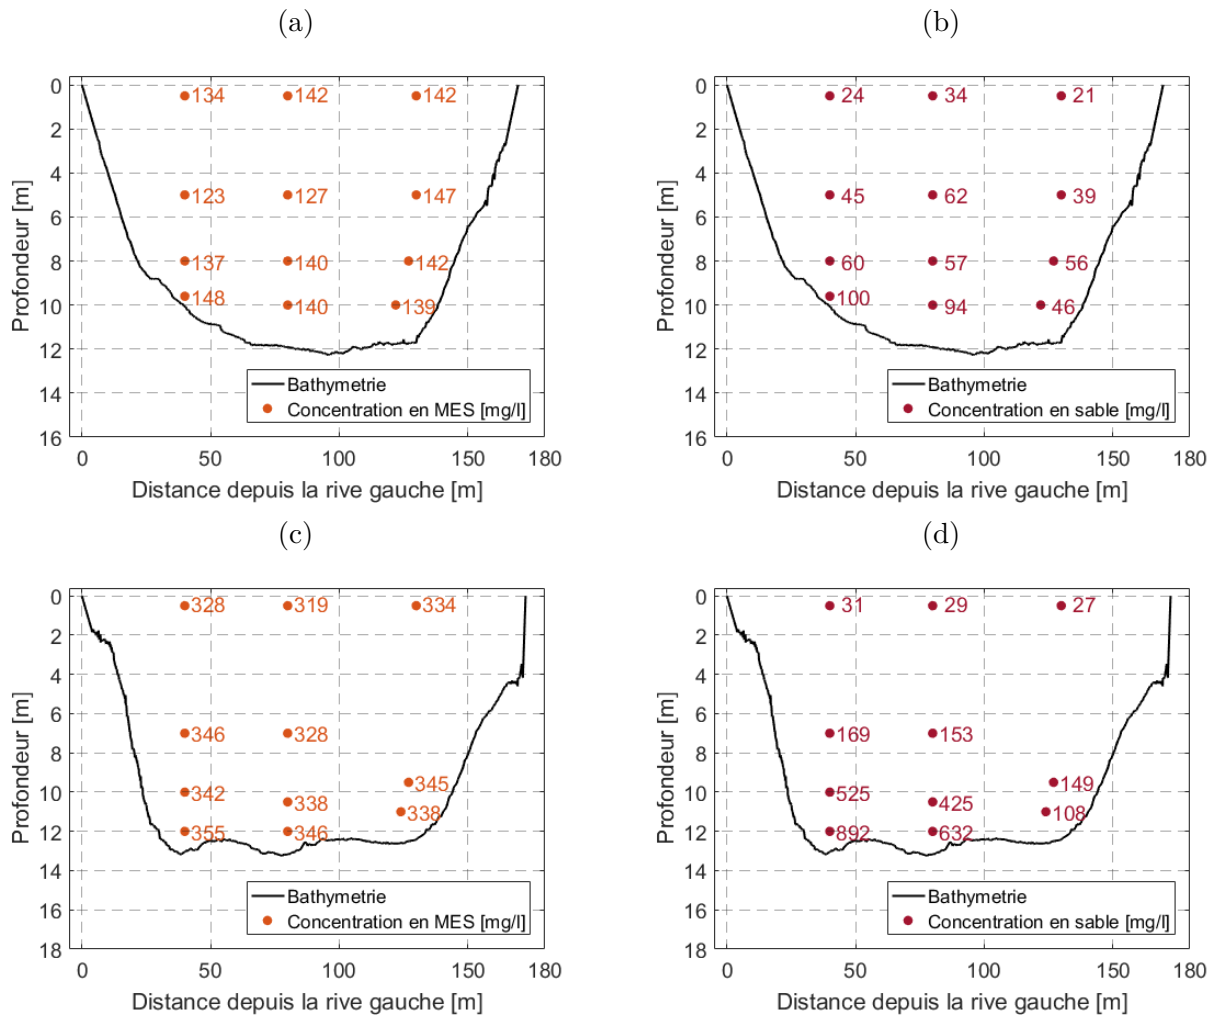 (a)
(b)
0
2
4
6
8
10
12
14
16
Profondeur [m]
134 142 142
123 127 147
137 140 142
148 140 139
Bathymetrie
Concentration en MES [mg/l]
0 50 100 150 180
Distance depuis la rive gauche [m]
0
2
4
6
8
10
12
14
16
Profondeur [m]
24 34 21
45 62 39
60 57 56
100 94 46
Bathymetrie
Concentration en sable [mg/l]
0 50 100 150 180
Distance depuis la rive gauche [m]
(c)
(d)
0
2
4
6
8
10
12
14
16
18
Profondeur [m]
328 319 334
346 328
345
342 338 338
355 346
Bathymetrie
Concentration en MES [mg/l]
0 50 100 150 180
Distance depuis la rive gauche [m]
0
2
4
6
8
10
12
14
16
18
Profondeur [m]
31 29 27
169 153
149
525 425 108
892 632
Bathymetrie
Concentration en sable [mg/l]
0 50 100 150 180
Distance depuis la rive gauche [m]